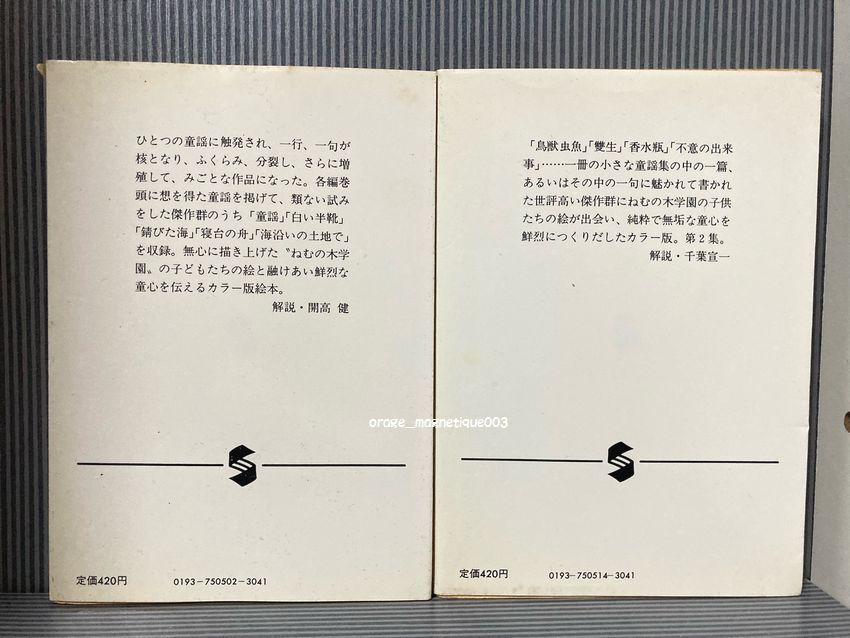 ひとつの童謡に触発され、一行、一句が
核となり、ふくらみ、分裂し、さらに増
殖して、みごとな作品になった。各編巻
頭に想を得た童謡を掲げて、類ない試み
をした傑作群のうち「童謡」「白い半靴」
「錆びた海」「寝台の舟」「海沿いの土地で」
を収録。無心に描き上げた〝ねむの木学
園〟の子どもたちの絵と融けあい鮮烈な
童心を伝えるカラー版絵本。
解説・開高 健
S
定価420円
0193-750502-3041
「鳥獣虫魚」「雙生」「香水瓶」「不意の出来
事」……一冊の小さな童謡集の中の一篇、
あるいはその中の一句に魅かれて書かれ
た世評高い傑作群にねむの木学園の子供
たちの絵が出会い、純粋で無垢な童心を
鮮烈につくりだしたカラー版。第2集。
解説・千葉宣一
S
定価420円
0193-750514-3041
orage_magnetique003